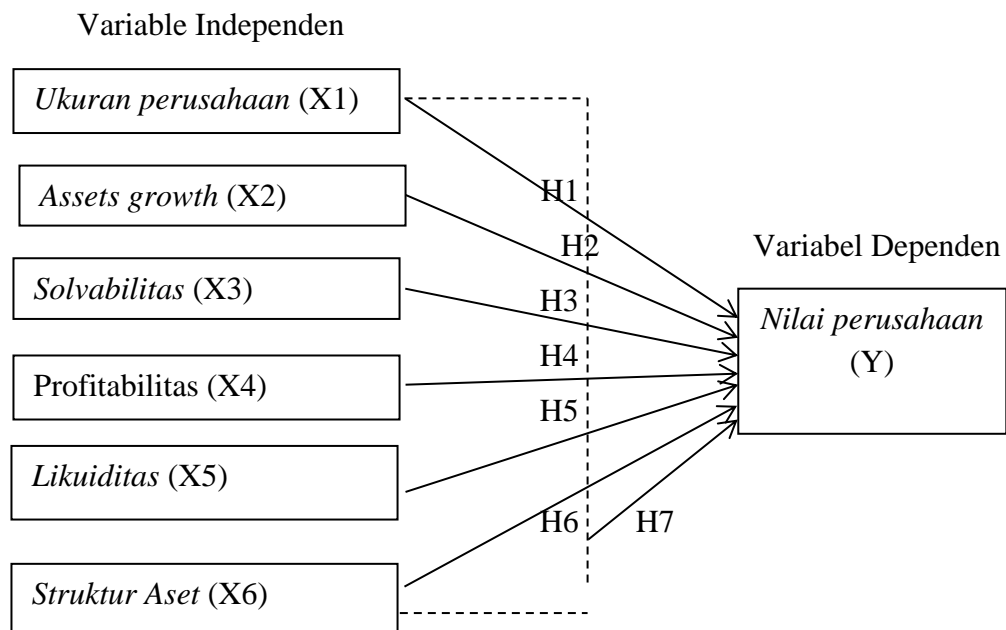 Variable Independen
Ukuran perusahaan (X1)
Assets growth (X2)
Solvabilitas (X3)
Profitabilitas (X4)
Likuiditas (X5)
Struktur Aset (X6)
H1
H2
H3
H4
H5
H6
H7
Variabel Dependen
Nilai perusahaan
(Y)